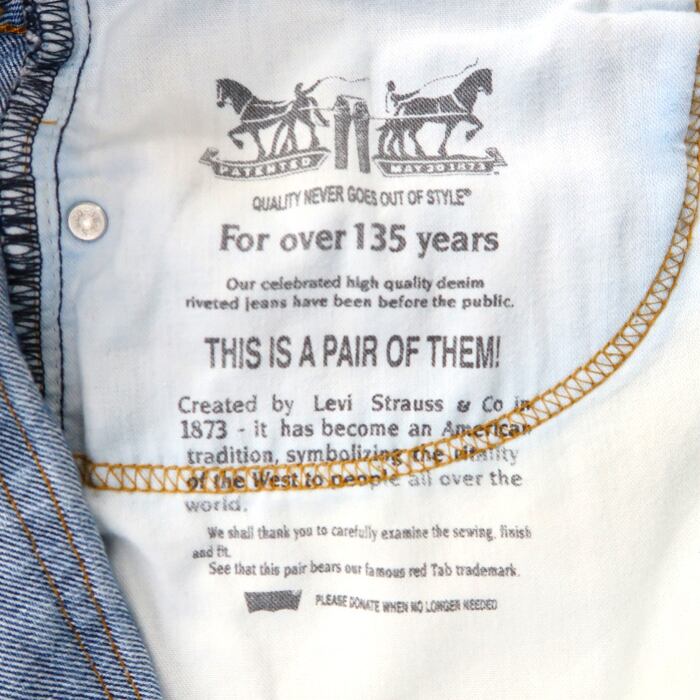 PATENTED MAY 20 1873
QUALITY NEVER GOES OUT OF STYLE®
For over 135 years
Our celebrated high quality denim
riveted jeans have been before the public.
THIS IS A PAIR OF THEM!
Created by Levi Strauss & Co in
1873 - it has become an American
tradition, symbolizing the vitality
of the West to people all over the
world.
We shall thank you to carefully examine the sewing, finish
and fit.
See that this pair bears our famous red Tab trademark.
PLEASE DONATE WHEN NO LONGER NEEDED